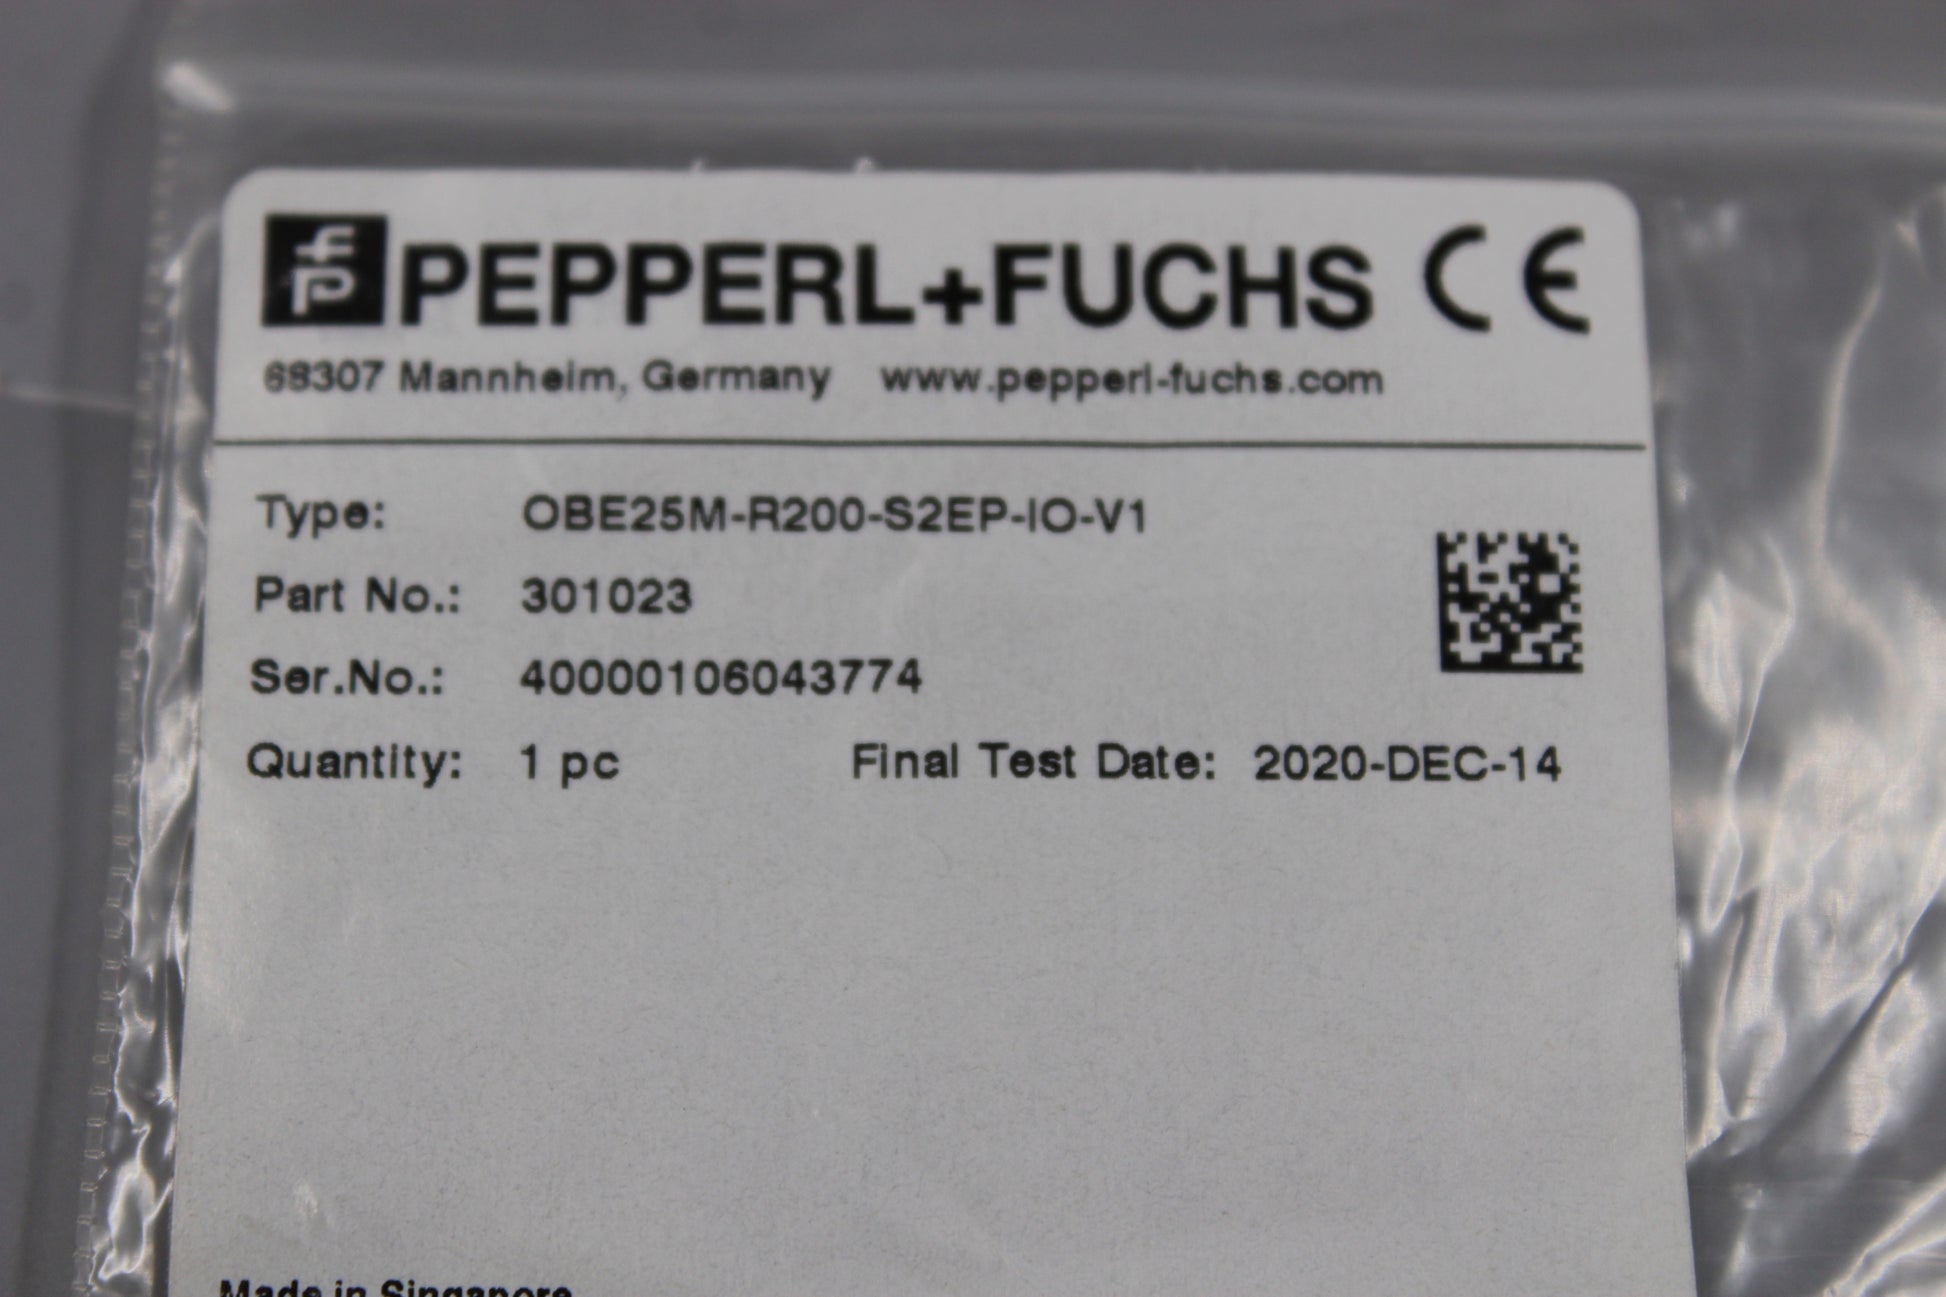 fp PEPPERL+FUCHS CE
68307 Mannheim, Germany www.pepperl-fuchs.com
Type: OBE25M-R200-S2EP-IO-V1
Part No.: 301023
Ser.No.: 40000106043774
Quantity: 1 pc Final Test Date: 2020-DEC-14
Made in Singapore